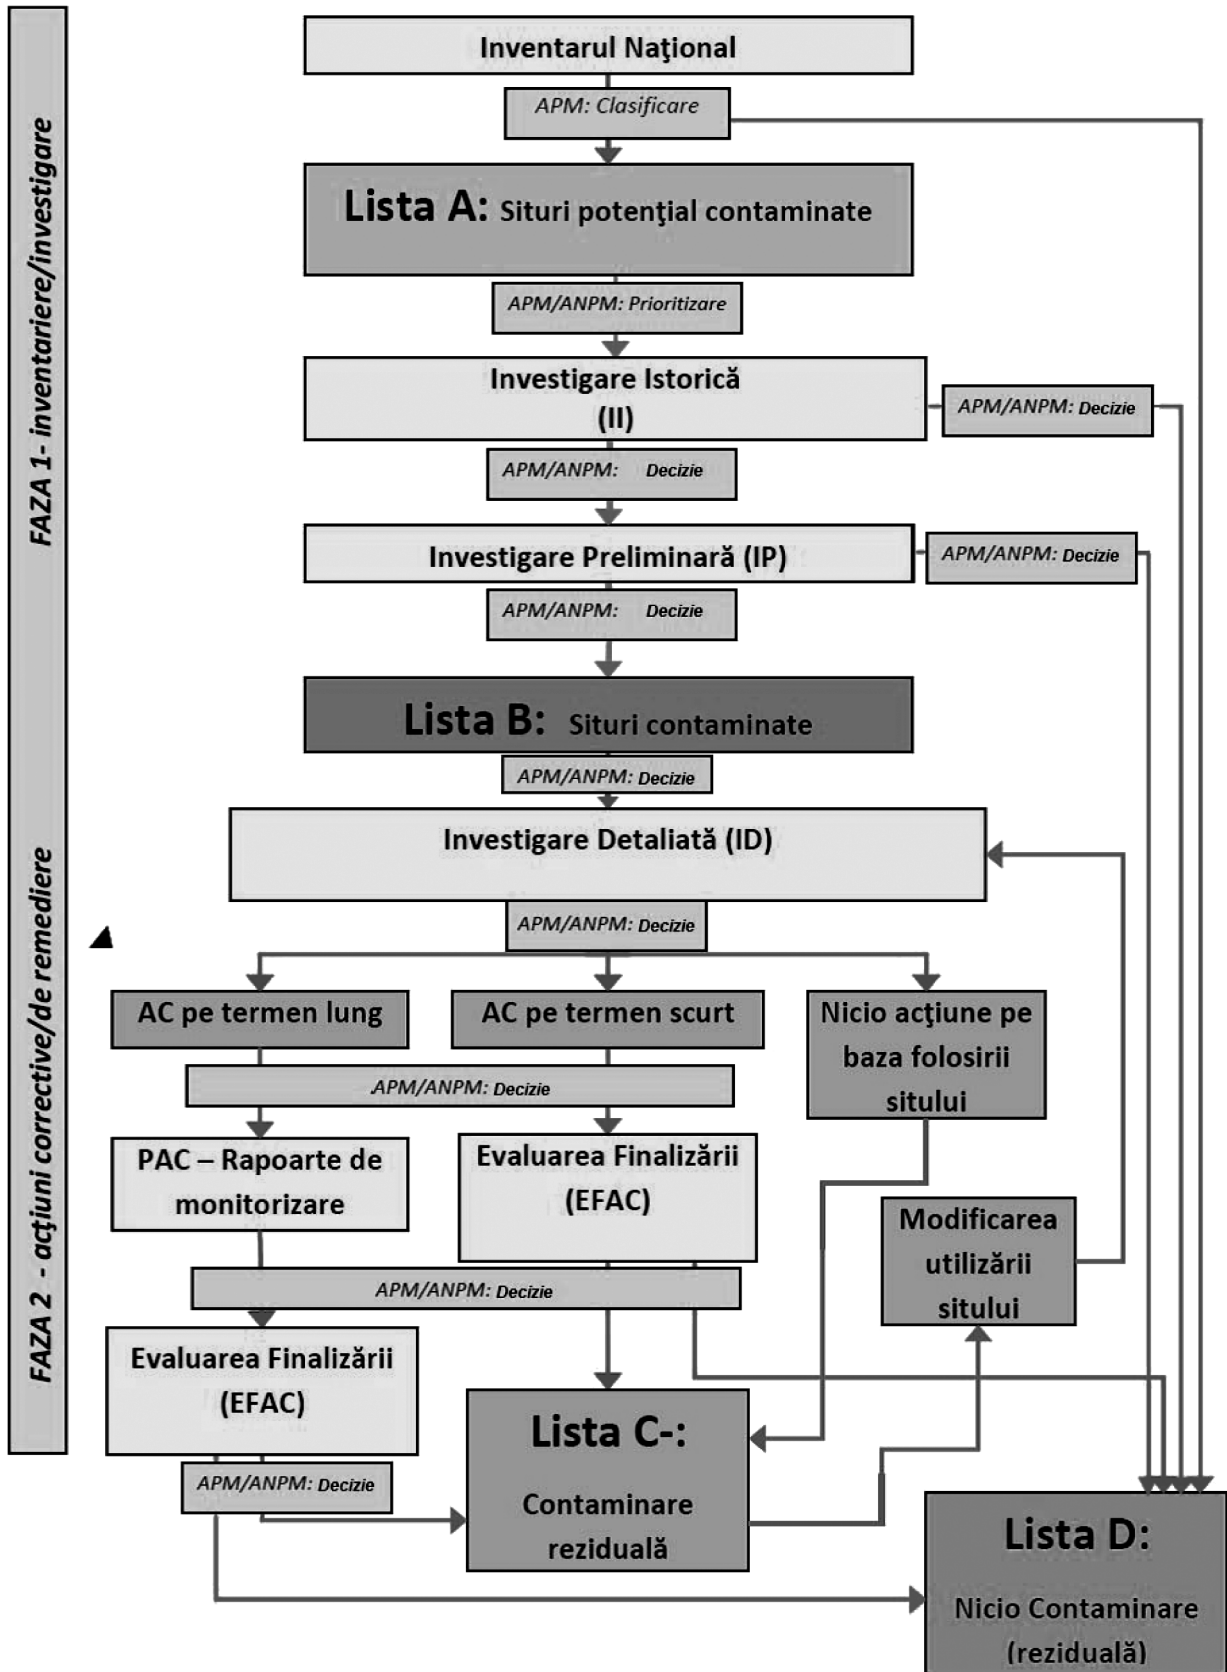 FAZA 1- inventariere/investigare
FAZA 2 - acţiuni corrective/de remediere
Inventarul Naţional
APM: Clasificare
Lista A: Situri potenţial contaminate
APM/ANPM: Prioritizare
Investigare Istorică
(II)
APM/ANPM: Decizie
APM/ANPM: Decizie
Investigare Preliminară (IP)
APM/ANPM: Decizie
APM/ANPM: Decizie
Lista B: Situri contaminate
APM/ANPM: Decizie
Investigare Detaliată (ID)
APM/ANPM: Decizie
AC pe termen lung
AC pe termen scurt
Nicio acţiune pe
baza folosirii
sitului
.APM/ANPM: Decizie
PAC – Rapoarte de
monitorizare
Evaluarea Finalizării
(EFAC)
Modificarea
utilizării
sitului
APM/ANPM: Decizie
Evaluarea Finalizării
(EFAC)
APM/ANPM: Decizie
Lista C-:
Contaminare
reziduală
Lista D:
Nicio Contaminare
(reziduală)